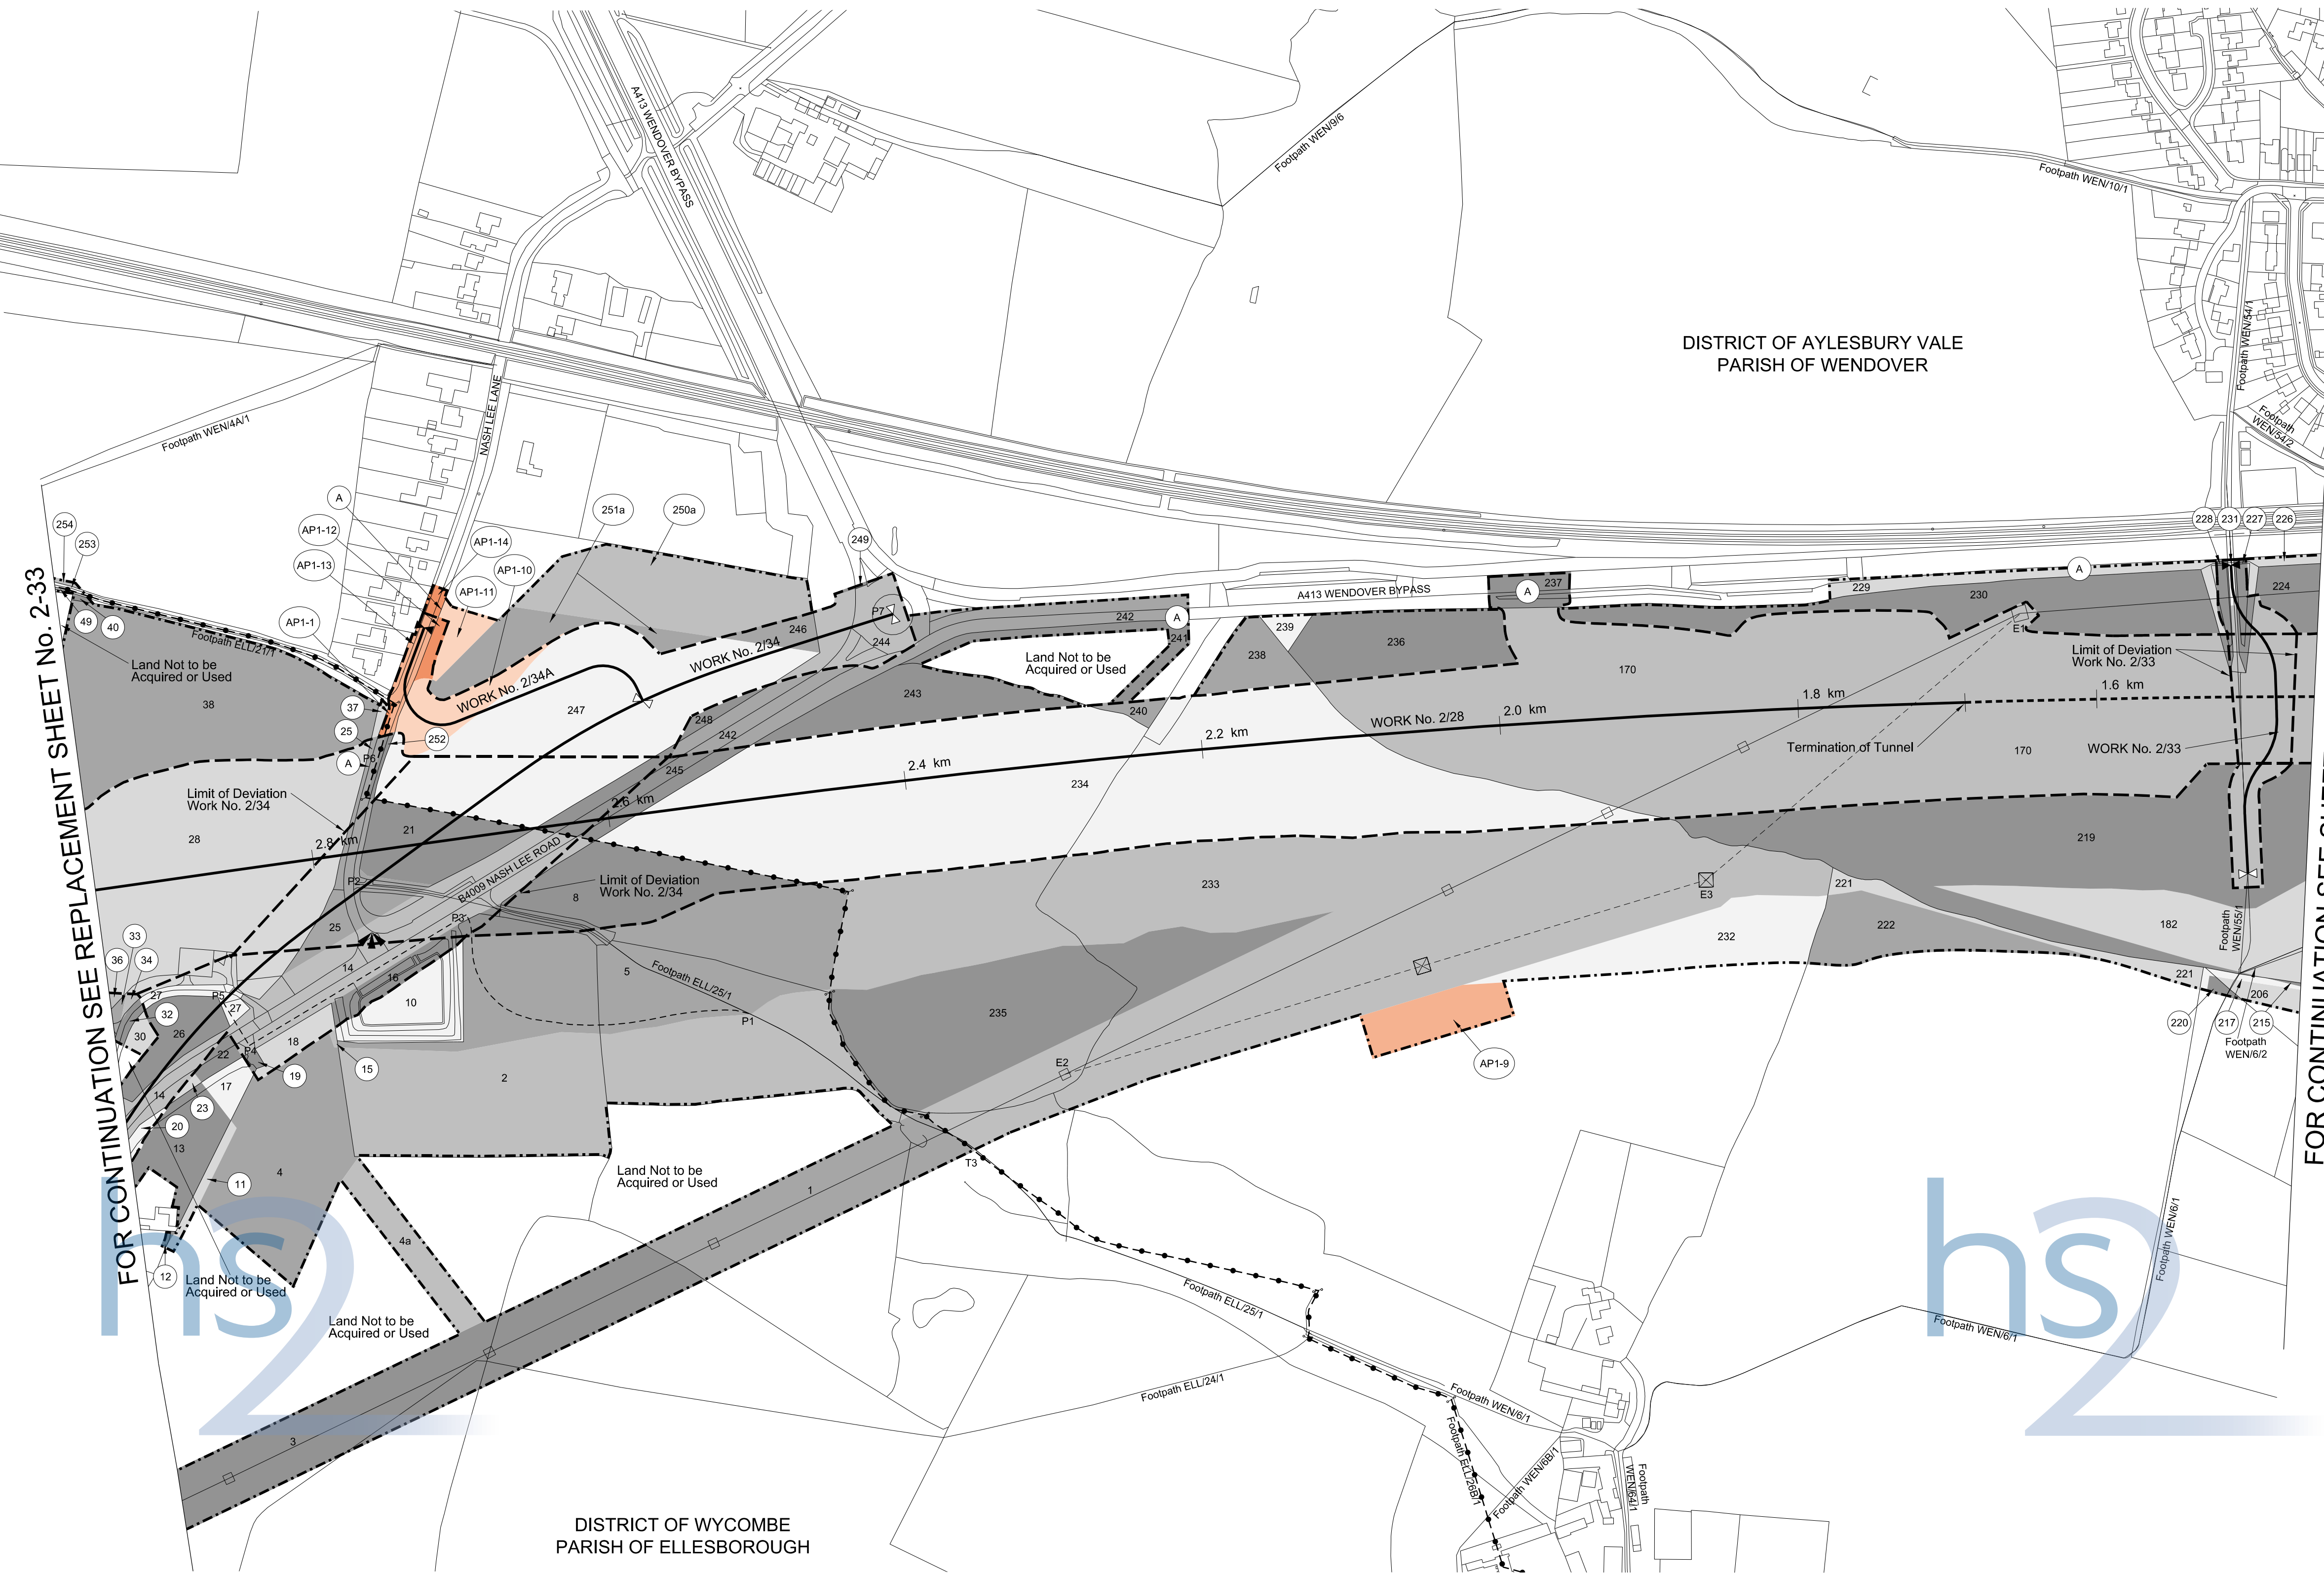 A413 WENDOVER BYPASS
Footpath WEN/9/6
Footpath WEN/10/1
Footpath WEN/54/1
DISTRICT OF AYLESBURY VALE
PARISH OF WENDOVER
Footpath
WEN/54/2
NASH LEE LANE
Footpath WEN/4A/1
A
AP1-12
AP1-13
AP1-14
AP1-10
AP1-11
AP1-1
251a
250a
249
254
253
49
40
228
231
227
226
FOR CONTINUATION SEE REPLACEMENT SHEET No. 2-33
Footpath ELL/21/1
Land Not to be
Acquired or Used
38
37
25
A
P6
252
P7
246
244
WORK No. 2/34
WORK No. 2/34A
247
248
242
245
243
242
A
241
240
Land Not to be
Acquired or Used
A413 WENDOVER BYPASS
239
238
236
A
237
170
229
230
A
224
E1
Limit of Deviation
Work No. 2/33
1.6 km
1.8 km
2.0 km
WORK No. 2/28
2.2 km
2.4 km
2.6 km
2.8 km
Termination of Tunnel
170
WORK No. 2/33
234
Limit of Deviation
Work No. 2/34
28
21
P2
B4009 NASH LEE ROAD
Limit of Deviation
Work No. 2/34
8
P3
25
14
16
10
5
Footpath ELL/25/1
P1
233
235
219
E3
221
222
232
182
Footpath
WEN/55/1
221
206
220
217
215
Footpath
WEN/6/2
33
36
34
27
P5
27
32
30
26
22
P4
18
19
15
17
14
23
20
13
4
11
12
2
E2
AP1-9
T3
1
4a
3
Land Not to be
Acquired or Used
Land Not to be
Acquired or Used
Land Not to be
Acquired or Used
hs2
hs2
Footpath ELL/25/1
Footpath ELL/24/1
Footpath WEN/6/1
Footpath WEN/6/1
Footpath WEN/6/1
Footpath ELL/26B/1
Footpath WEN/6B/1
Footpath
WEN/64/1
DISTRICT OF WYCOMBE
PARISH OF ELLESBOROUGH
FOR CONTINUATION SEE